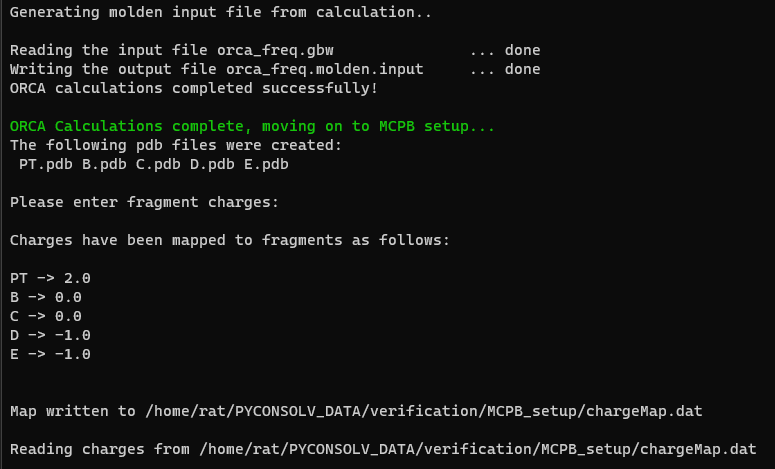 Generating molden input file from calculation..
Reading the input file orca_freq.gbw ... done
Writing the output file orca_freq.molden.input ... done
ORCA calculations completed successfully!
ORCA Calculations complete, moving on to MCPB setup...
The following pdb files were created:
PT.pdb B.pdb C.pdb D.pdb E.pdb
Please enter fragment charges:
Charges have been mapped to fragments as follows:
PT -> 2.0
B -> 0.0
C -> 0.0
D -> -1.0
E -> -1.0
Map written to /home/rat/PYCONSOLV_DATA/verification/MCPB_setup/chargeMap.dat
Reading charges from /home/rat/PYCONSOLV_DATA/verification/MCPB_setup/chargeMap.dat